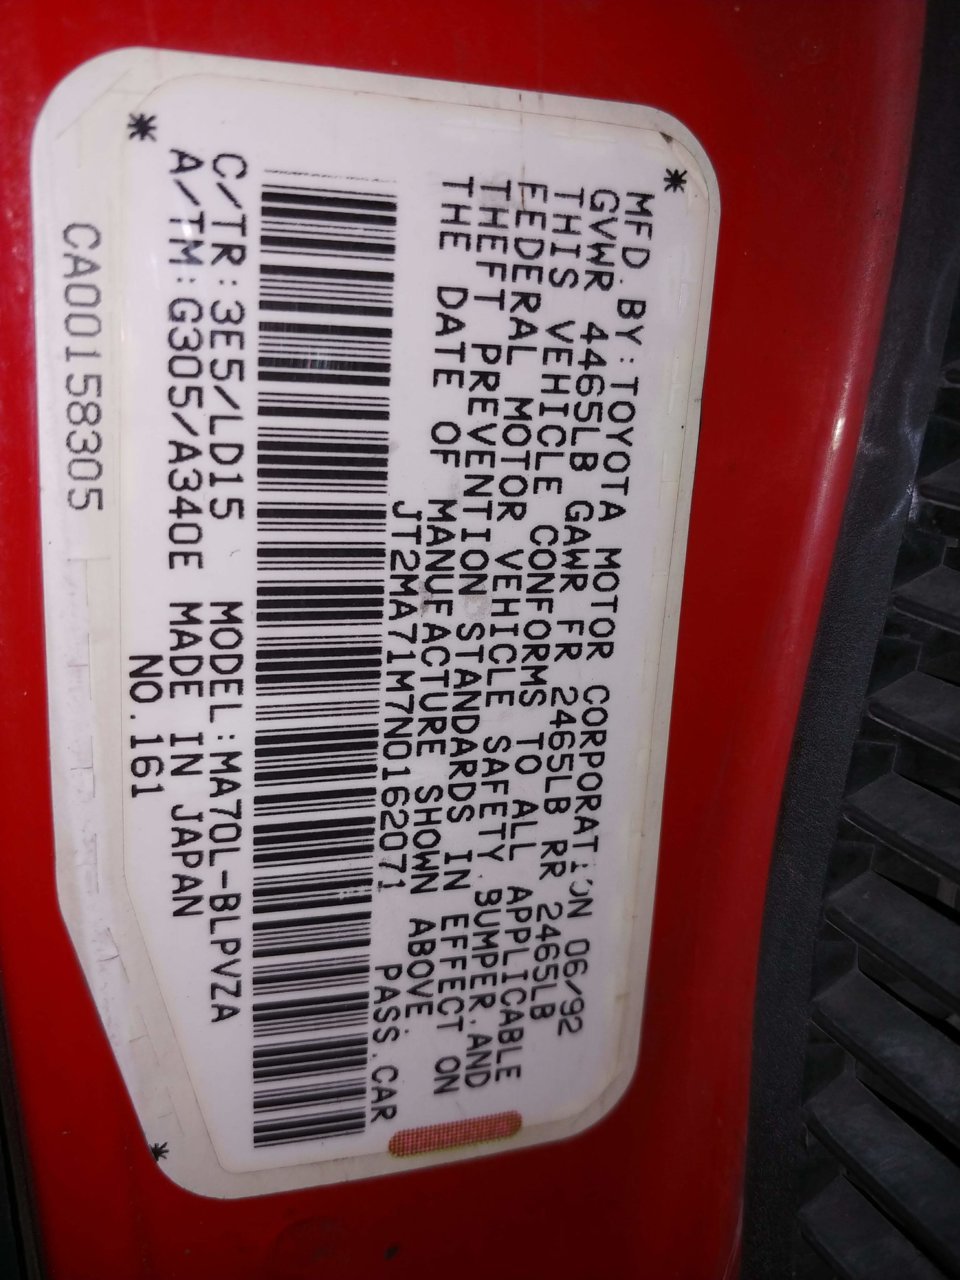 *
MFD.BY:TOYOTA MOTOR CORPORATION 06/92
GVWR 4465LB GAWR FR 2465LB RR 2465LB
THIS VEHICLE CONFORMS TO ALL APPLICABLE
FEDERAL MOTOR VEHICLE SAFETY,BUMPER,AND
THEFT PREVENTION STANDARDS IN EFFECT ON
THE DATE OF MANUFACTURE SHOWN ABOVE.
JT2MA71M7N0162071 PASS.CAR
C/TR:3E5/LD15 MODEL:MA70L-BLPVZA
A/TM:G305/A340E MADE IN JAPAN
* NO.161 *
CA00158305